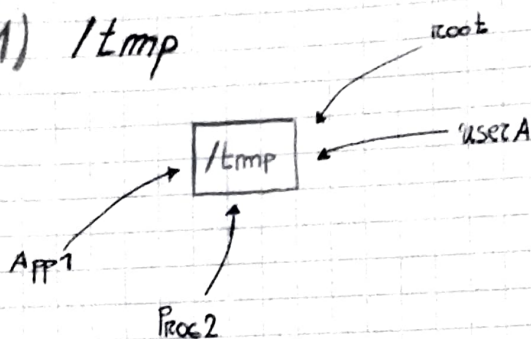 1) /tmp
root
userA
/tmp
App1
Proc2